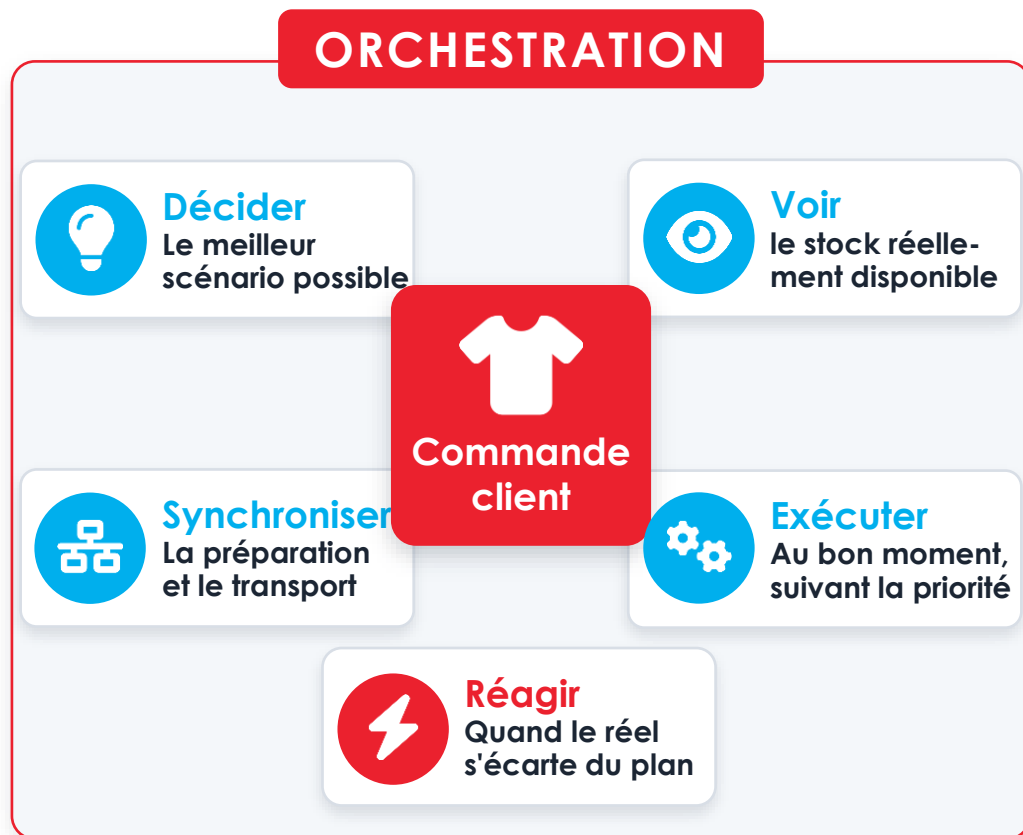 ORCHESTRATION
Décider
Le meilleur
scénario possible
Voir
le stock réelle-
ment disponible
Commande
client
Synchroniser
La préparation
et le transport
Exécuter
Au bon moment,
suivant la priorité
Réagir
Quand le réel
s'écarte du plan